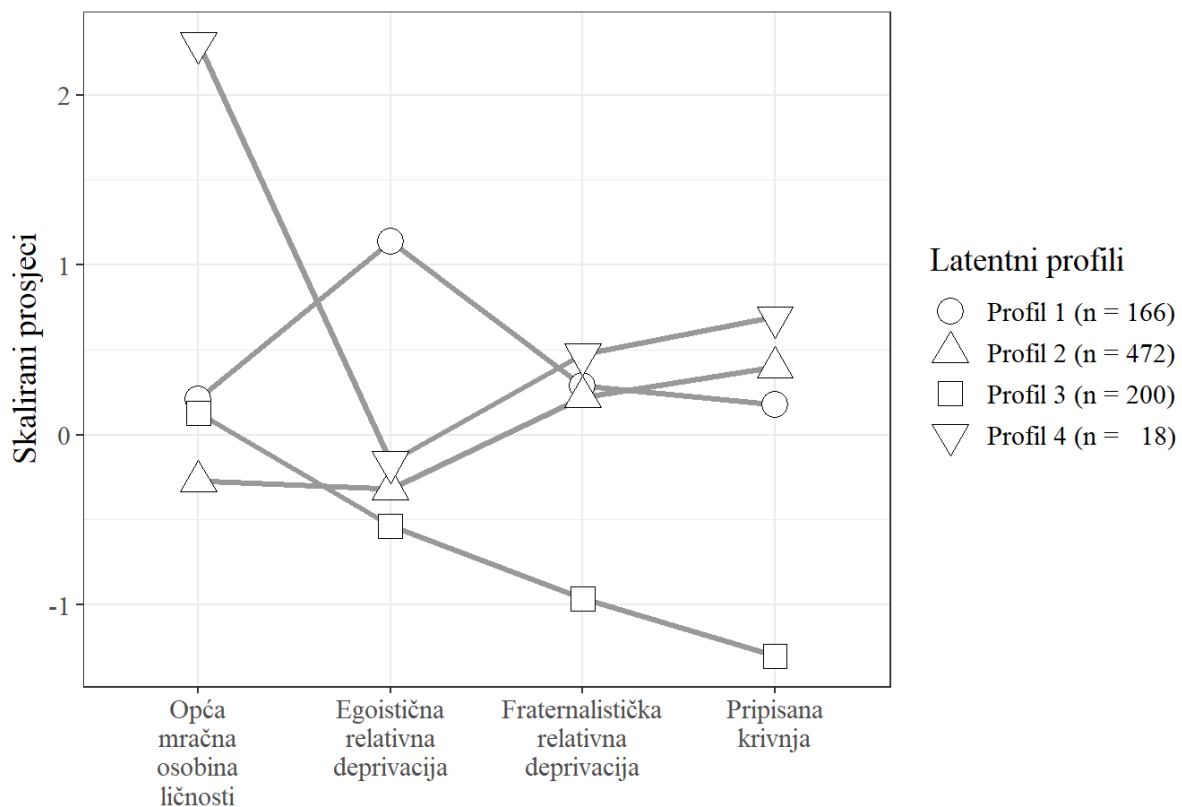 Skalirani prosjeci
2
1
0
-1
Opća
mračna
osobina
ličnosti
Egoistična
relativna
deprivacija
Fraternalistička
relativna
deprivacija
Pripisana
krivnja
Latentni profili
Profil 1 (n = 166)
Profil 2 (n = 472)
Profil 3 (n = 200)
Profil 4 (n = 18)